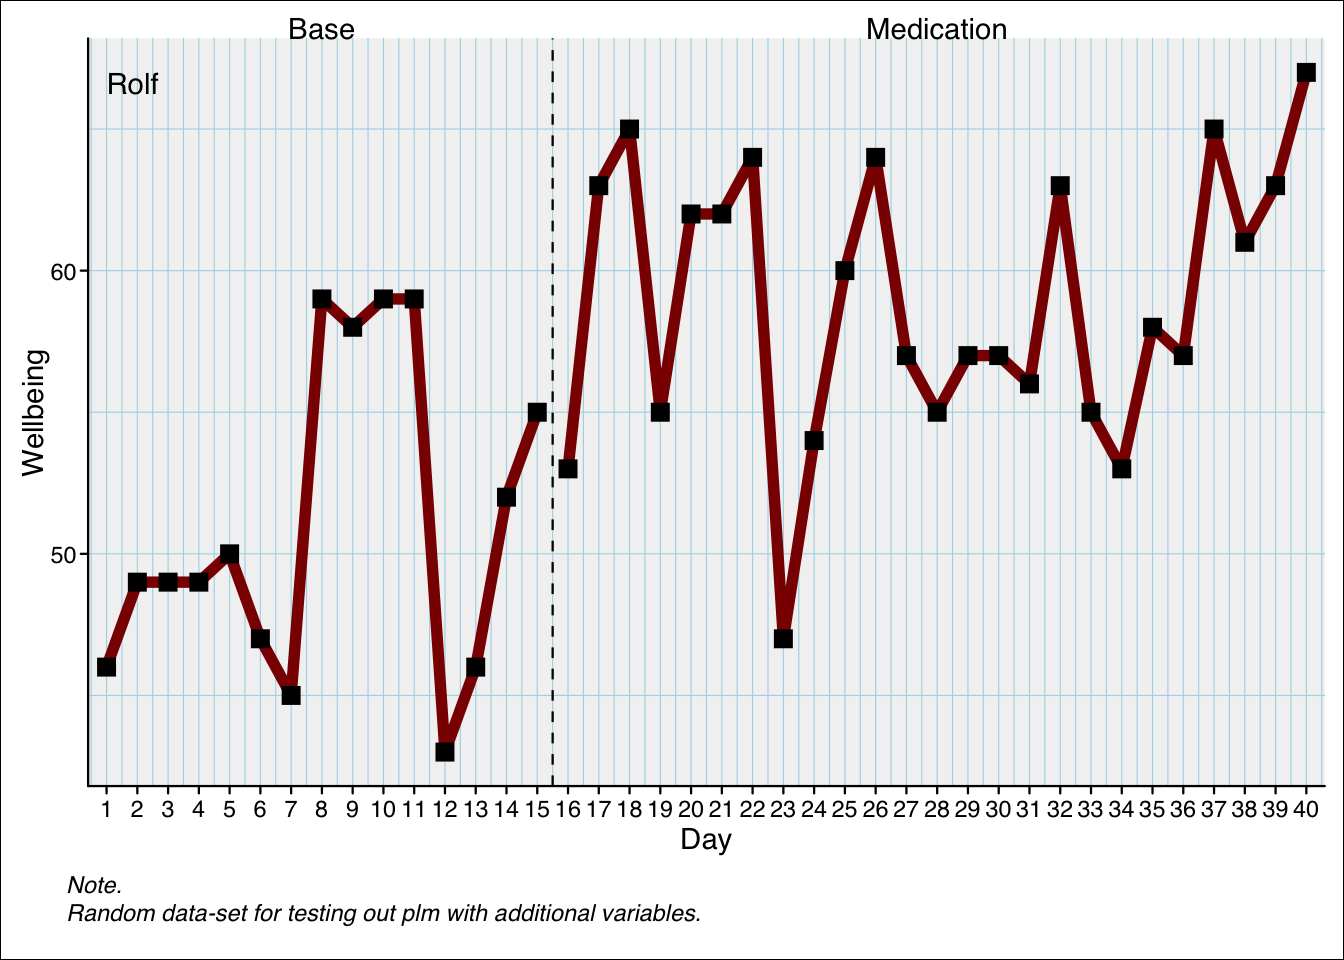 Base Medication
Rolf
60
50
Wellbeing
1 2 3 4 5 6 7 8 9 10 11 12 13 14 15 16 17 18 19 20 21 22 23 24 25 26 27 28 29 30 31 32 33 34 35 36 37 38 39 40
Day
Note.
Random data-set for testing out plm with additional variables.